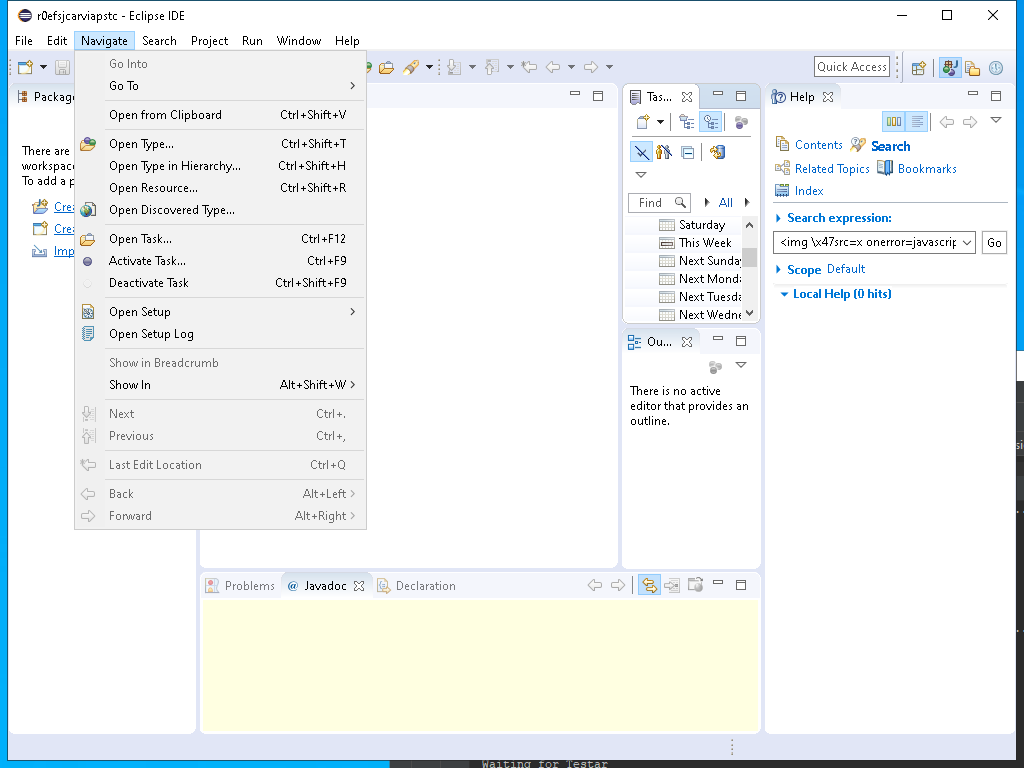 r0efsjcarviapstc - Eclipse IDE
File Edit Navigate Search Project Run Window Help
Quick Access
Go Into
Go To
Open from Clipboard Ctrl+Shift+V
Open Type... Ctrl+Shift+T
Open Type in Hierarchy... Ctrl+Shift+H
Open Resource... Ctrl+Shift+R
Open Discovered Type...
Open Task... Ctrl+F12
Activate Task... Ctrl+F9
Deactivate Task Ctrl+Shift+F9
Open Setup
Open Setup Log
Show in Breadcrumb
Show In Alt+Shift+W
Next Ctrl+.
Previous Ctrl+,
Last Edit Location Ctrl+Q
Back Alt+Left
Forward Alt+Right
Package
There are
workspac
To add a p
Crea
Crea
Imp
Tas...
Find
All
Saturday
This Week
Next Sunday
Next Monda
Next Tuesda
Next Wedne
Ou...
There is no active
editor that provides an
outline.
Help
Contents Search
Related Topics Bookmarks
Index
Search expression:
<img \x47src=x onerror=javascrip
Go
Scope Default
Local Help (0 hits)
Problems @ Javadoc Declaration
Waiting for Testar